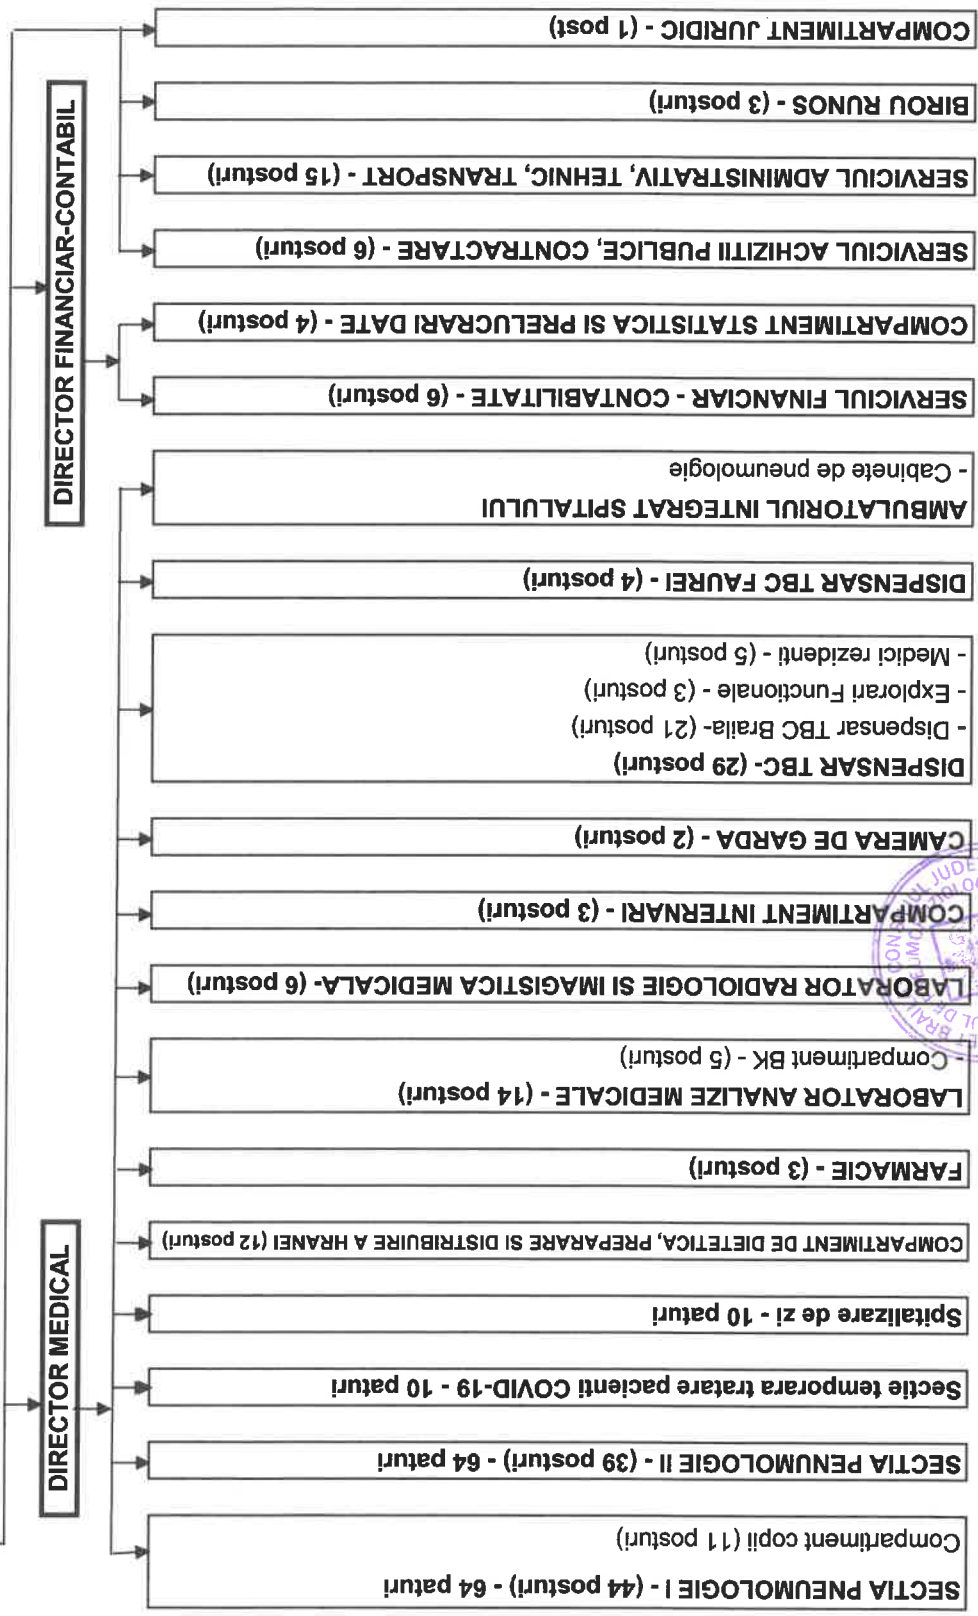 DIRECTOR MEDICAL
SECTIA PNEUMOLOGIE I - (44 posturi) - 64 paturi
Compartiment copii (11 posturi)
SECTIA PENUMOLOGIE II - (39 posturi) - 64 paturi
Sectie temporara tratare pacienti COVID-19 - 10 paturi
Spitalizare de zi - 10 paturi
COMPARTIMENT DE DIETETICA, PREPARARE SI DISTRIBUIRE A HRANEI (12 posturi)
FARMACIE - (3 posturi)
LABORATOR ANALIZE MEDICALE - (14 posturi)
- Compartiment BK - (5 posturi)
LABORATOR RADIOLOGIE SI IMAGISTICA MEDICALA- (6 posturi)
COMPARTIMENT INTERNARI - (3 posturi)
CAMERA DE GARDA - (2 posturi)
DISPENSAR TBC- (29 posturi)
- Dispensar TBC Braila- (21 posturi)
- Explorari Functionale - (3 posturi)
- Medici rezidenti - (5 posturi)
DISPENSAR TBC FAUREI - (4 posturi)
AMBULATORIUL INTEGRAT SPITALULUI
- Cabinete de pneumologie
DIRECTOR FINANCIAR-CONTABIL
SERVICIUL FINANCIAR - CONTABILITATE - (6 posturi)
COMPARTIMENT STATISTICA SI PRELUCRARI DATE - (4 posturi)
SERVICIUL ACHIZITII PUBLICE, CONTRACTARE - (6 posturi)
SERVICIUL ADMINISTRATIV, TEHNIC, TRANSPORT - (15 posturi)
BIROU RUNOS - (3 posturi)
COMPARTIMENT JURIDIC - (1 post)